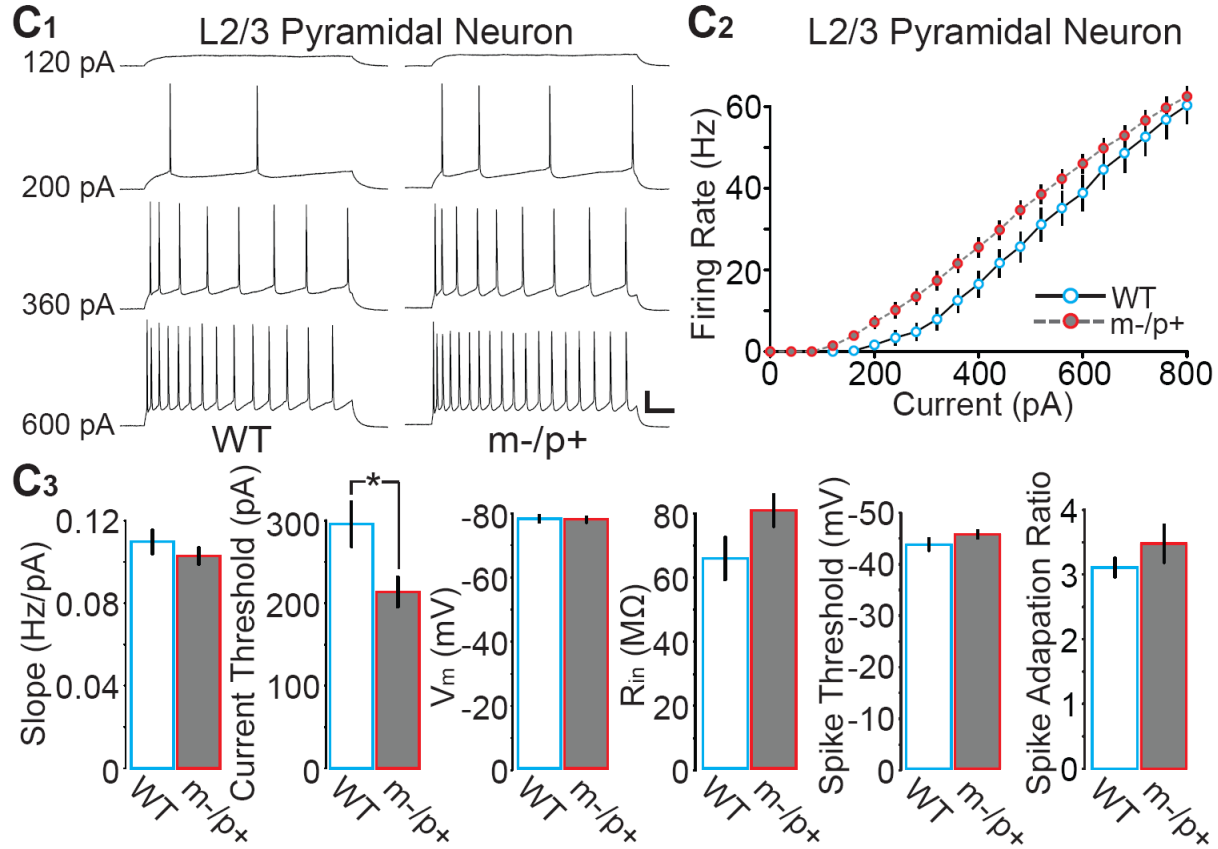 C1
L2/3 Pyramidal Neuron
120 pA
200 pA
360 pA
600 pA
WT
m-/p+
C2
L2/3 Pyramidal Neuron
Firing Rate (Hz)
60
40
20
0
WT
m-/p+
0 200 400 600 800
Current (pA)
C3
Slope (Hz/pA)
0.12
0.08
0.04
0
WT m-/p+
Current Threshold (pA)
300
200
100
0
*
WT m-/p+
Vm (mV)
-80
-60
-40
-20
0
WT m-/p+
Rin (MΩ)
80
60
40
20
0
WT m-/p+
Spike Threshold (mV)
-50
-40
-30
-20
-10
0
WT m-/p+
Spike Adapation Ratio
4
3
2
1
0
WT m-/p+